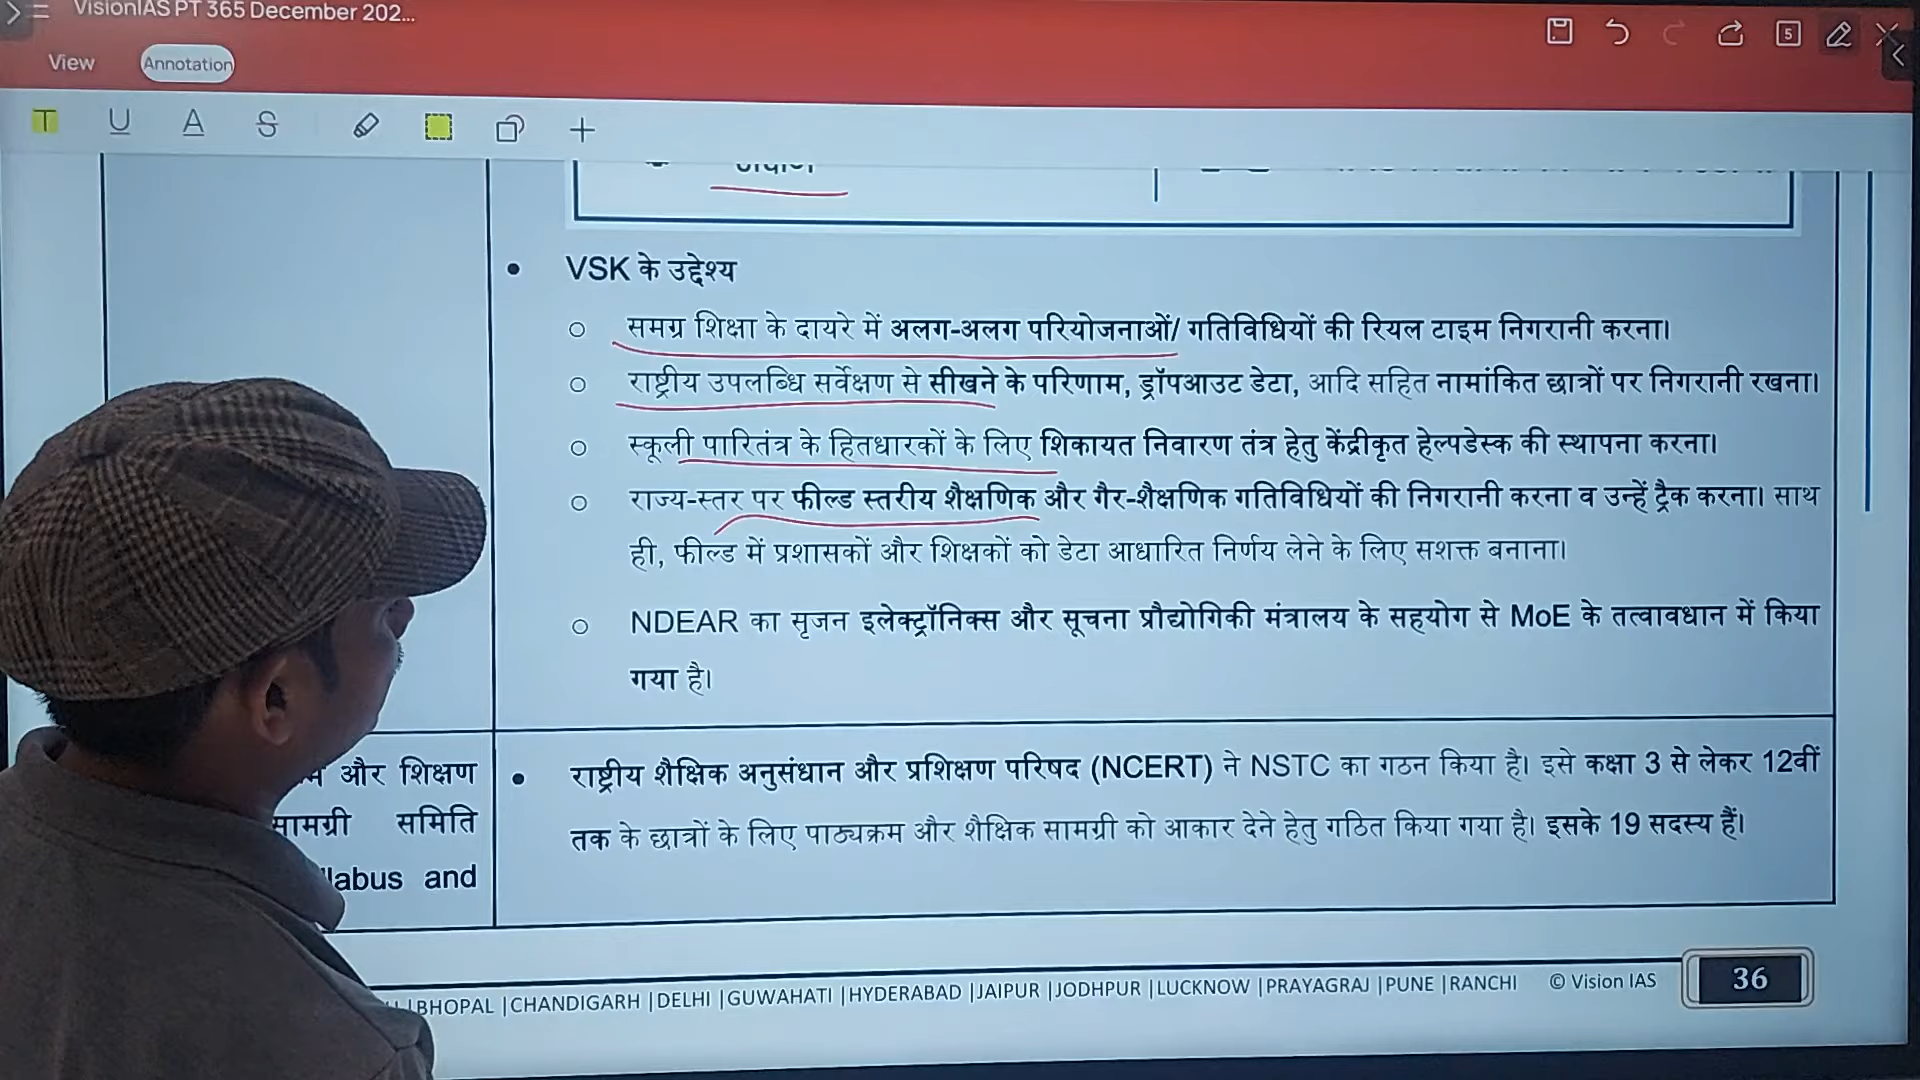 VisionIAS PT 365 December 202...
View
Annotation
VSK के उद्देश्य
समग्र शिक्षा के दायरे में अलग-अलग परियोजनाओं/ गतिविधियों की रियल टाइम निगरानी करना।
राष्ट्रीय उपलब्धि सर्वेक्षण से सीखने के परिणाम, ड्रॉपआउट डेटा, आदि सहित नामांकित छात्रों पर निगरानी रखना।
स्कूली पारितंत्र के हितधारकों के लिए शिकायत निवारण तंत्र हेतु केंद्रीकृत हेल्पडेस्क की स्थापना करना।
राज्य-स्तर पर फील्ड स्तरीय शैक्षणिक और गैर-शैक्षणिक गतिविधियों की निगरानी करना व उन्हें ट्रैक करना। साथ
ही, फील्ड में प्रशासकों और शिक्षकों को डेटा आधारित निर्णय लेने के लिए सशक्त बनाना।
NDEAR का सृजन इलेक्ट्रॉनिक्स और सूचना प्रौद्योगिकी मंत्रालय के सहयोग से MoE के तत्वावधान में किया
गया है।
और शिक्षण
सामग्री समिति
and
राष्ट्रीय शैक्षिक अनुसंधान और प्रशिक्षण परिषद (NCERT) ने NSTC का गठन किया है। इसे कक्षा 3 से लेकर 12वीं
तक के छात्रों के लिए पाठ्यक्रम और शैक्षिक सामग्री को आकार देने हेतु गठित किया गया है। इसके 19 सदस्य हैं।
|BHOPAL |CHANDIGARH |DELHI |GUWAHATI |HYDERABAD |JAIPUR |JODHPUR |LUCKNOW |PRAYAGRAJ |PUNE |RANCHI © Vision IAS 36